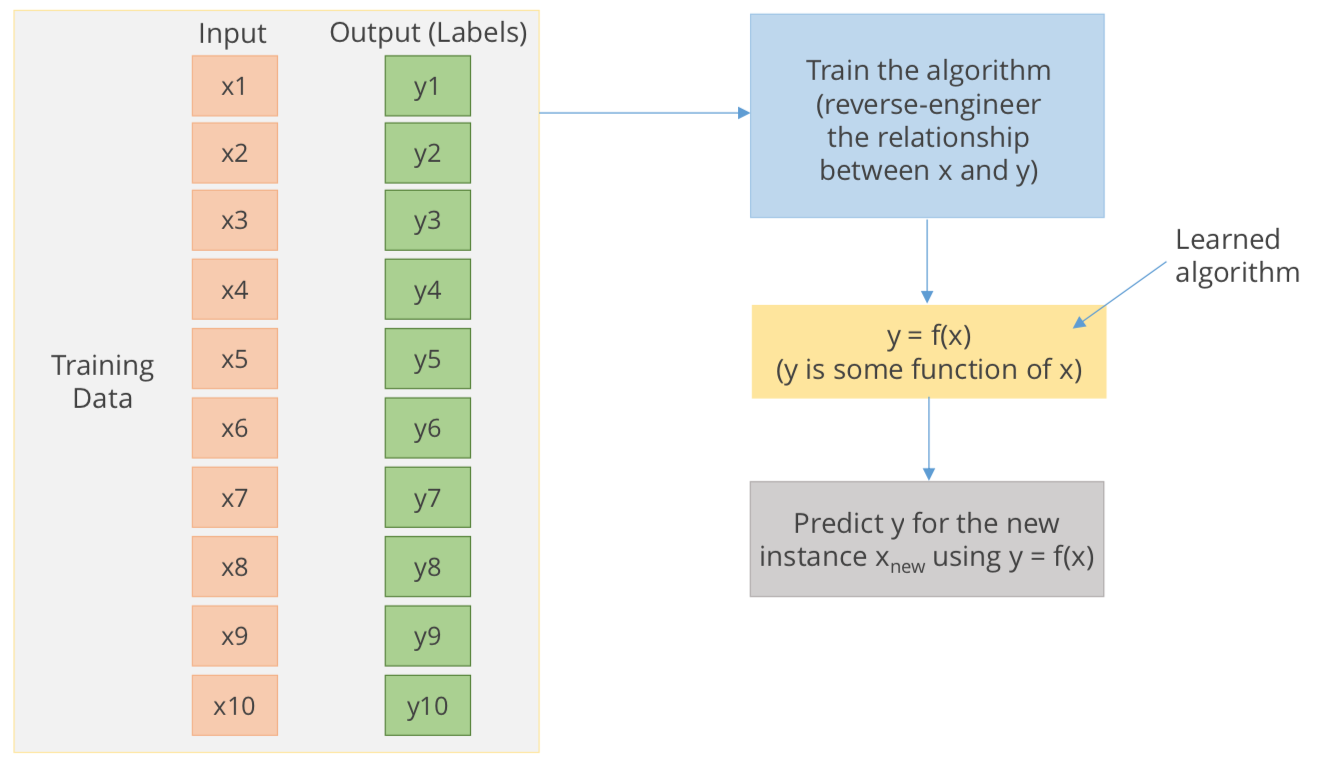 Input
Output (Labels)
x1
y1
x2
y2
x3
y3
x4
y4
x5
y5
x6
y6
x7
y7
x8
y8
x9
y9
x10
y10
Training
Data
Train the algorithm
(reverse-engineer
the relationship
between x and y)
Learned
algorithm
y = f(x)
(y is some function of x)
Predict y for the new
instance xnew using y = f(x)